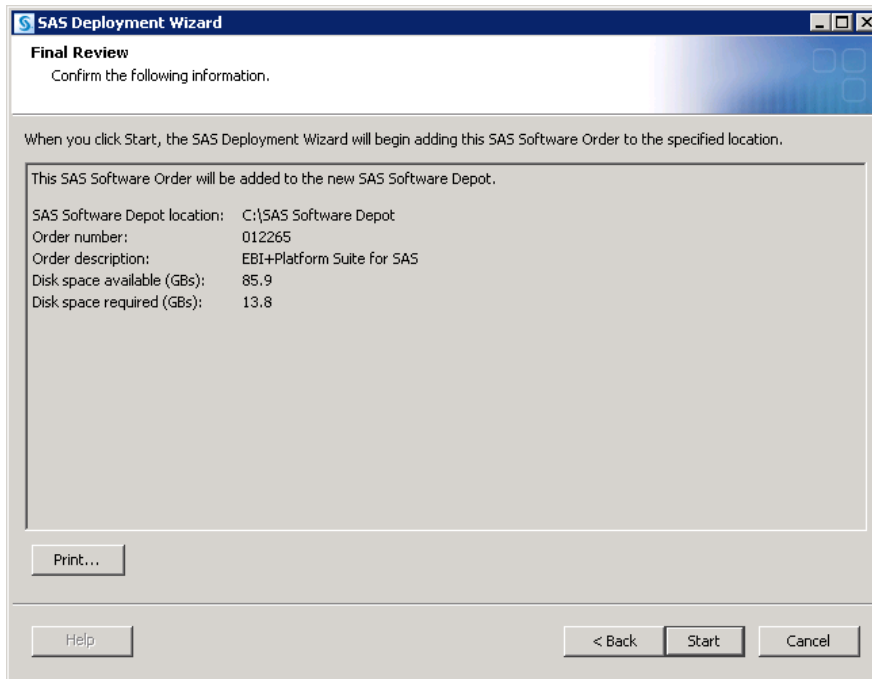 SAS Deployment Wizard
Final Review
Confirm the following information.
When you click Start, the SAS Deployment Wizard will begin adding this SAS Software Order to the specified location.
This SAS Software Order will be added to the new SAS Software Depot.
SAS Software Depot location: C:\SAS Software Depot
Order number: 012265
Order description: EBI+Platform Suite for SAS
Disk space available (GBs): 85.9
Disk space required (GBs): 13.8
Print...
Help < Back Start Cancel